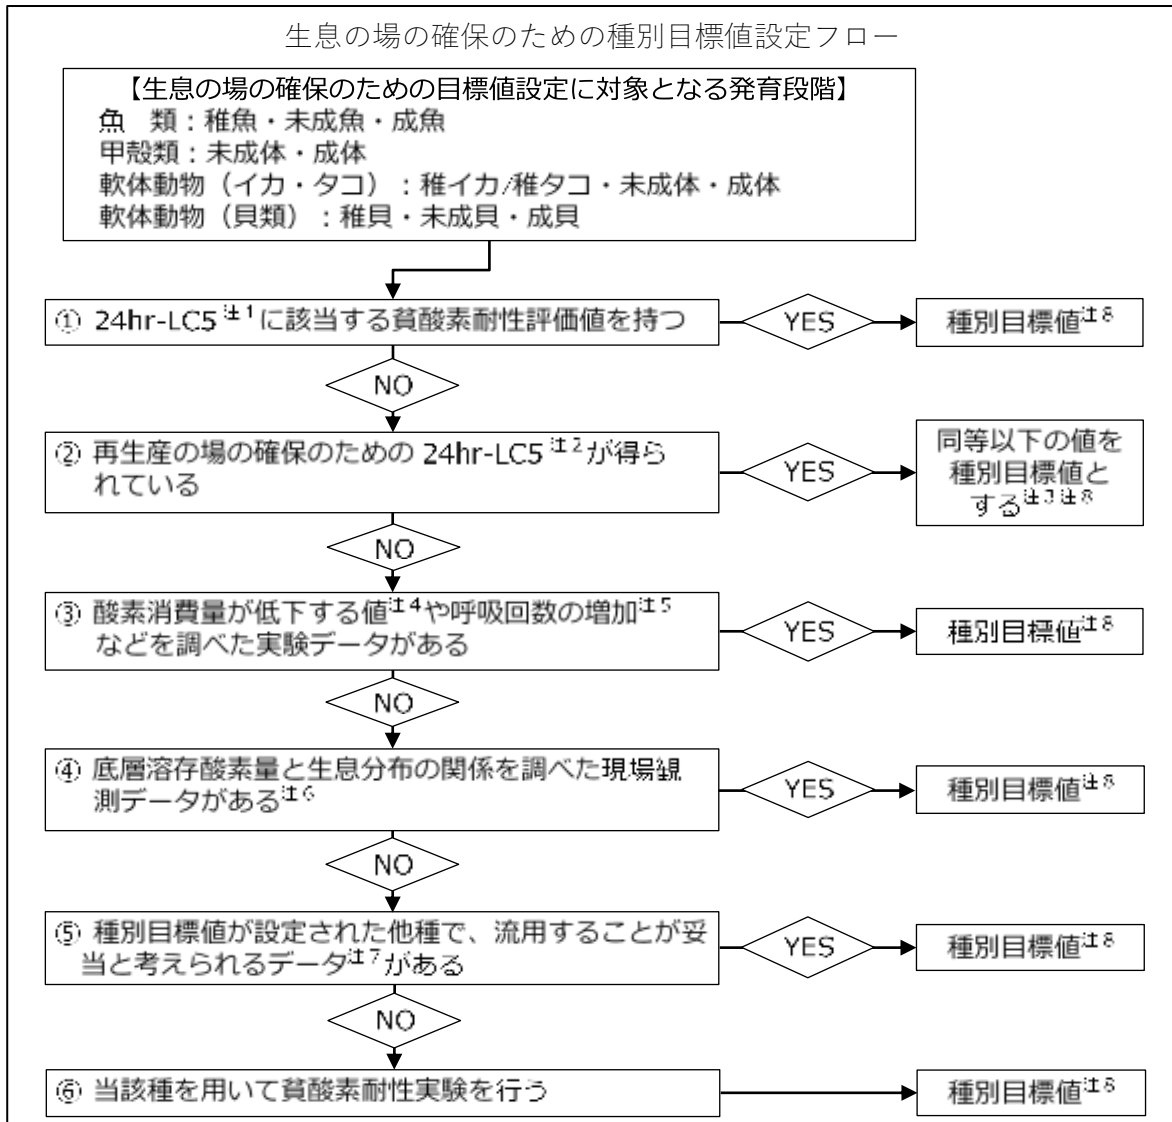 生息の場の確保のための種別目標値設定フロー
【生息の場の確保のための目標値設定に対象となる発育段階】
魚　類：稚魚・未成魚・成魚
甲殻類：未成体・成体
軟体動物（イカ・タコ）：稚イカ/稚タコ・未成体・成体
軟体動物（貝類）：稚貝・未成貝・成貝
① 24hr-LC5注1に該当する貧酸素耐性評価値を持つ
YES
種別目標値注8
NO
② 再生産の場の確保のための 24hr-LC5注2が得ら
れている
YES
同等以下の値を
種別目標値と
する注3注8
NO
③ 酸素消費量が低下する値注4や呼吸回数の増加注5
などを調べた実験データがある
YES
種別目標値注8
NO
④ 底層溶存酸素量と生息分布の関係を調べた現場観
測データがある注6
YES
種別目標値注8
NO
⑤ 種別目標値が設定された他種で、流用することが妥
当と考えられるデータ注7がある
YES
種別目標値注8
NO
⑥ 当該種を用いて貧酸素耐性実験を行う
種別目標値注8